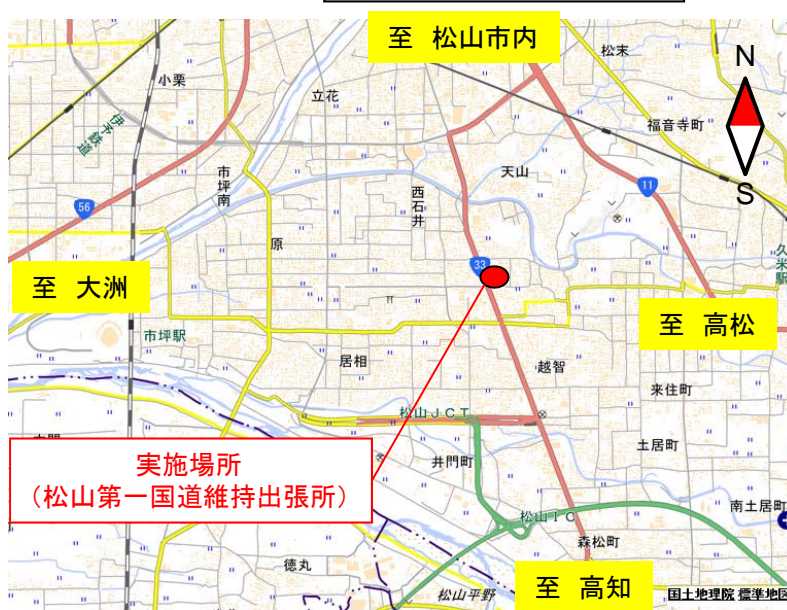 至 松山市内
松末
N
小栗
立花
福音寺町
伊予鉄道
市坪南
西石井
天山
S
11
56
原
33
久米駅
至 大洲
至 高松
市坪駅
居相
越智
来住町
松山JCT
実施場所
（松山第一国道維持出張所）
井門町
土居町
南土居町
松山IC
森松町
徳丸
至 高知
松山平野
国土地理院 標準地図